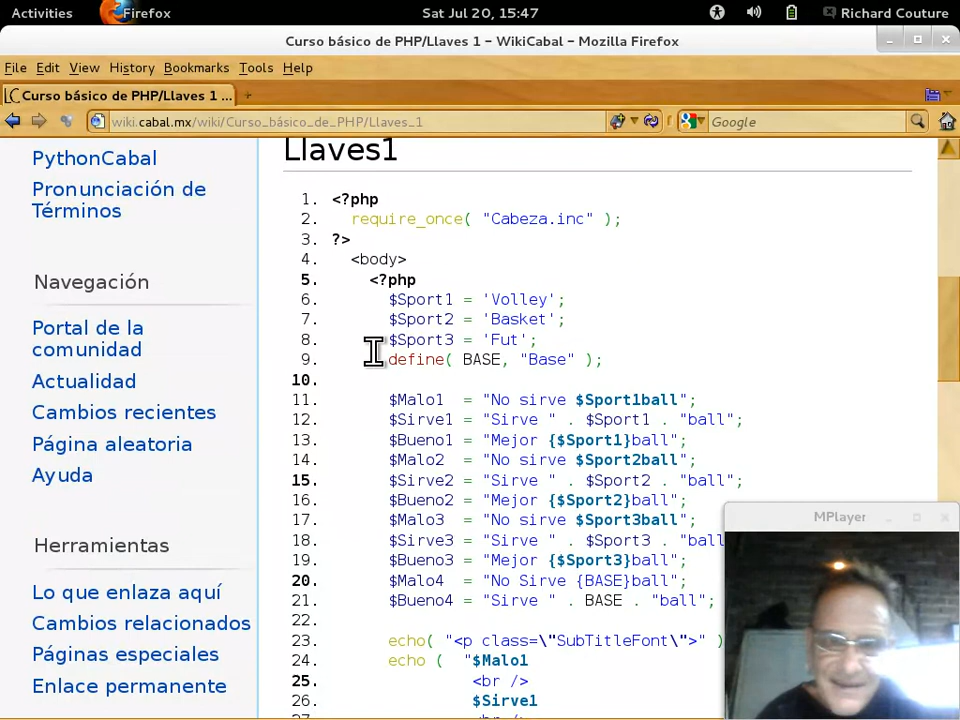 Activities Firefox Sat Jul 20, 15:47 Richard Couture
Curso básico de PHP/Llaves 1 - WikiCabal - Mozilla Firefox
File Edit View History Bookmarks Tools Help
Curso básico de PHP/Llaves 1 ...
wiki.cabal.mx/wiki/Curso_básico_de_PHP/Llaves_1 Google
PythonCabal
Pronunciación de
Términos
Navegación
Portal de la
comunidad
Actualidad
Cambios recientes
Página aleatoria
Ayuda
Herramientas
Lo que enlaza aquí
Cambios relacionados
Páginas especiales
Enlace permanente
Llaves1
1. <?php
2. require_once( "Cabeza.inc" );
3. ?>
4. <body>
5. <?php
6. $Sport1 = 'Volley';
7. $Sport2 = 'Basket';
8. $Sport3 = 'Fut';
9. define( BASE, "Base" );
10.
11. $Malo1 = "No sirve $Sport1ball";
12. $Sirve1 = "Sirve " . $Sport1 . "ball";
13. $Bueno1 = "Mejor {$Sport1}ball";
14. $Malo2 = "No sirve $Sport2ball";
15. $Sirve2 = "Sirve " . $Sport2 . "ball";
16. $Bueno2 = "Mejor {$Sport2}ball";
17. $Malo3 = "No sirve $Sport3ball";
18. $Sirve3 = "Sirve " . $Sport3 . "ball
19. $Bueno3 = "Mejor {$Sport3}ball";
20. $Malo4 = "No Sirve {BASE}ball";
21. $Bueno4 = "Sirve " . BASE . "ball";
22.
23. echo( "<p class=\"SubTitleFont\">" )
24. echo ( "$Malo1
25. <br />
26. $Sirve1
MPlayer